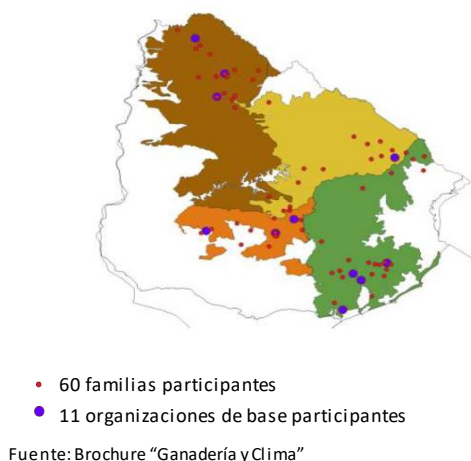 • 60 familias participantes
• 11 organizaciones de base participantes
Fuente: Brochure “Ganadería y Clima”